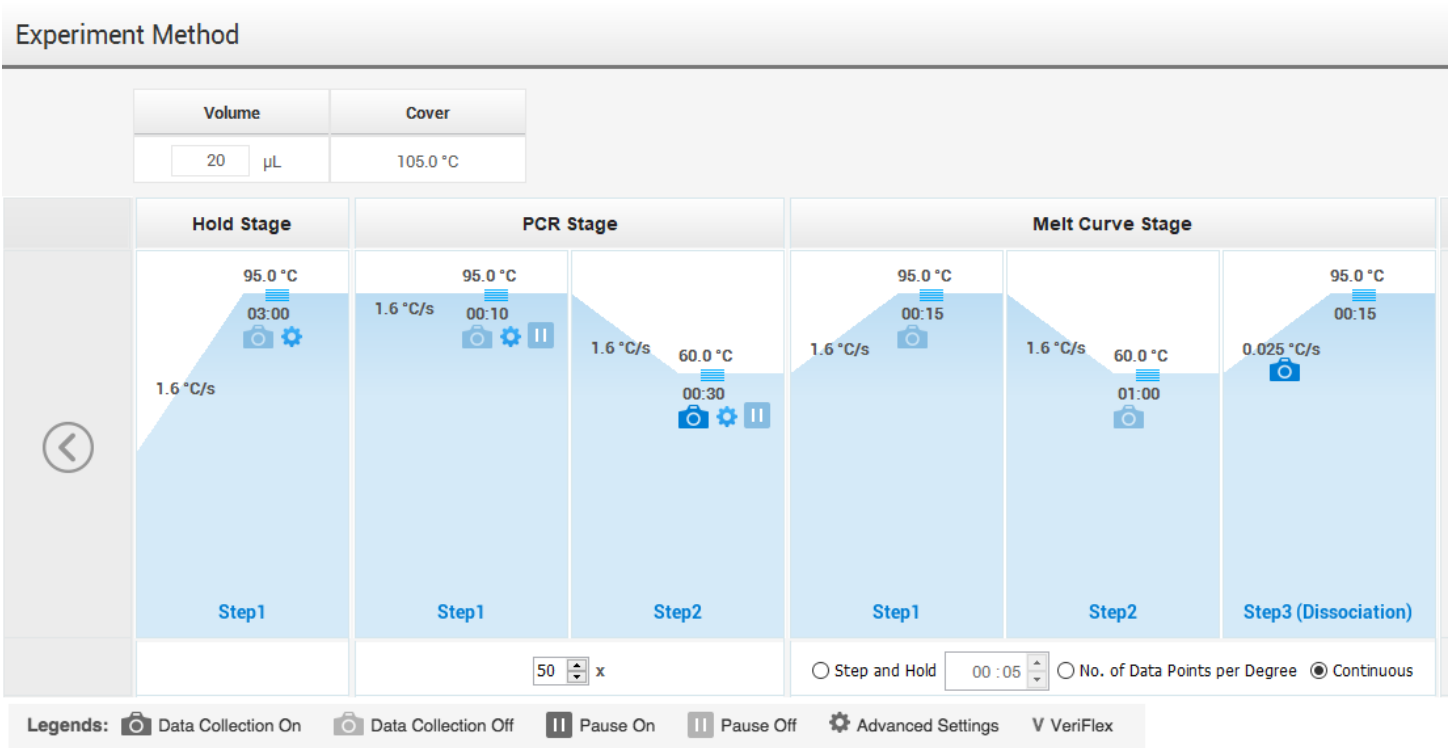 Experiment Method
Volume Cover
20 µL 105.0 °C
Hold Stage PCR Stage Melt Curve Stage
95.0 °C
03:00
1.6 °C/s
Step1
95.0 °C
1.6 °C/s
00:10
Step1
1.6 °C/s
60.0 °C
00:30
Step2
95.0 °C
00:15
1.6 °C/s
Step1
1.6 °C/s
60.0 °C
01:00
Step2
95.0 °C
00:15
0.025 °C/s
Step3 (Dissociation)
50 x
Step and Hold 00 : 05 No. of Data Points per Degree Continuous
Legends: Data Collection On Data Collection Off Pause On Pause Off Advanced Settings V VeriFlex